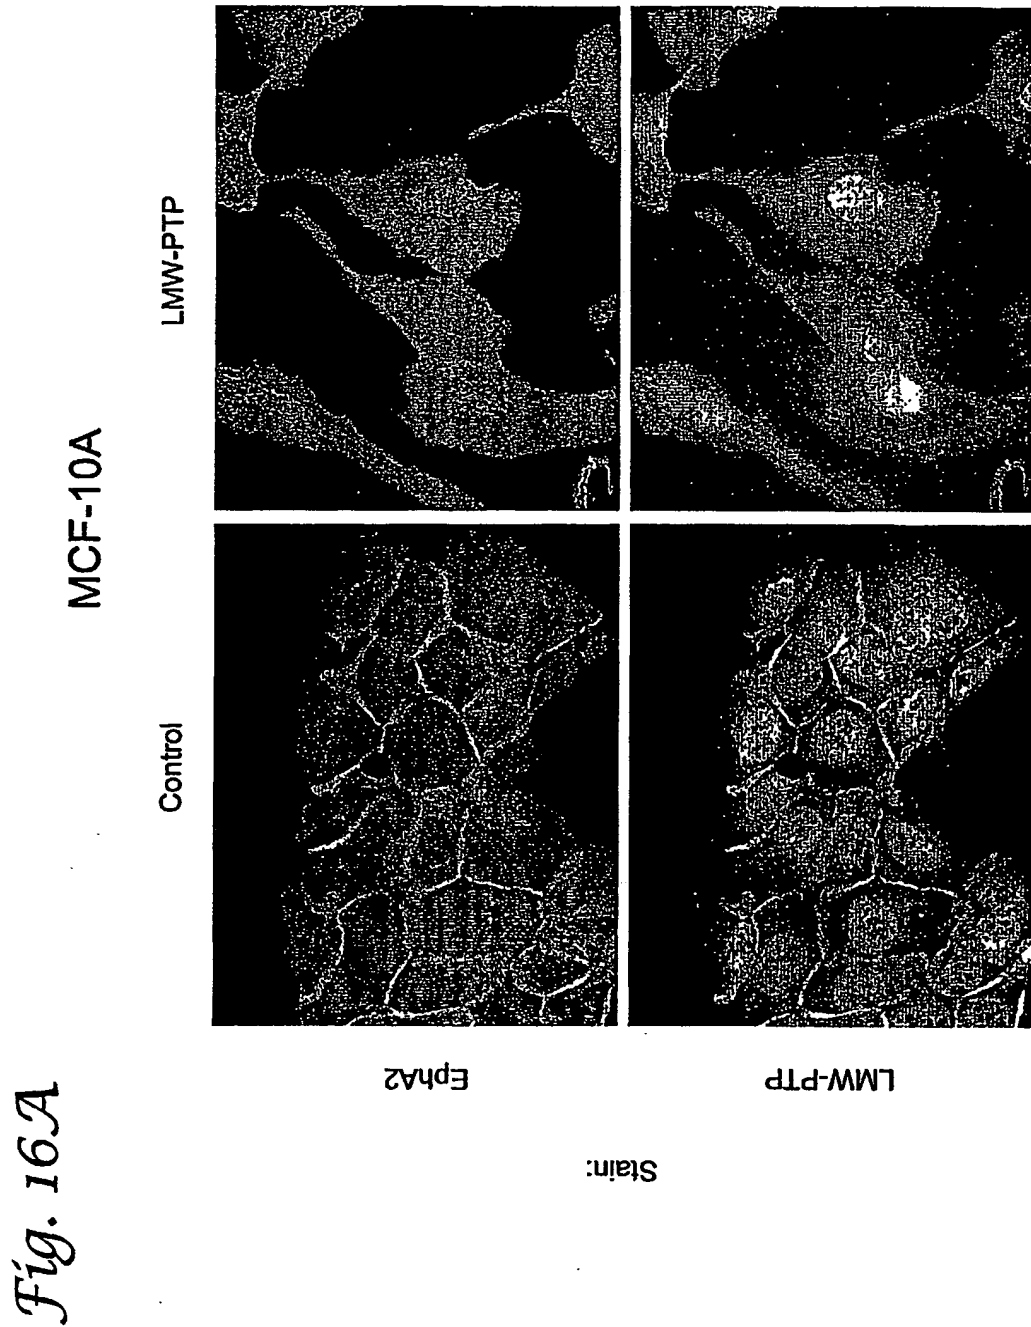 Fig. 16A
MCF-10A
Control
LMW-PTP
Stain:
EphA2
LMW-PTP